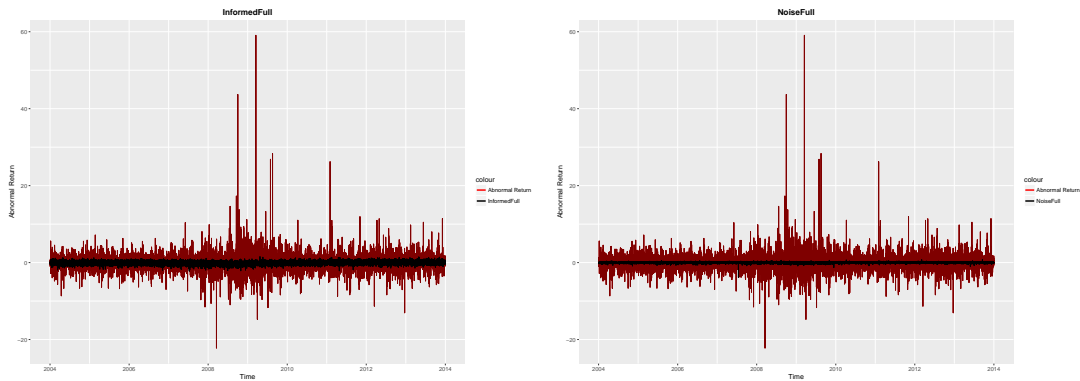 InformedFull
60
40
20
0
−20
2004 2006 2008 2010 2012 2014
Time
Abnormal Return
colour
Abnormal Return
InformedFull
NoiseFull
60
40
20
0
−20
2004 2006 2008 2010 2012 2014
Time
Abnormal Return
colour
Abnormal Return
NoiseFull